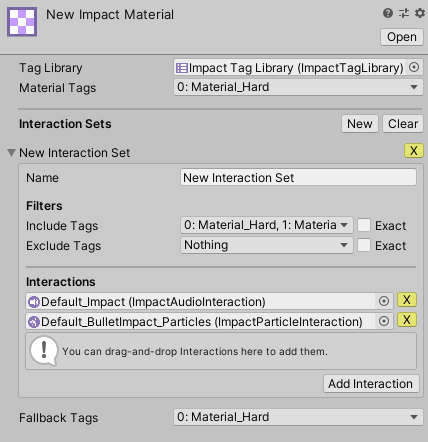 New Impact Material
Open
Tag Library Impact Tag Library (ImpactTagLibrary)
Material Tags 0: Material_Hard
Interaction Sets New Clear
New Interaction Set X
Name New Interaction Set
Filters
Include Tags 0: Material_Hard, 1: Materia Exact
Exclude Tags Nothing Exact
Interactions
Default_Impact (ImpactAudioInteraction) X
Default_BulletImpact_Particles (ImpactParticleInteraction) X
You can drag-and-drop Interactions here to add them.
Add Interaction
Fallback Tags 0: Material_Hard